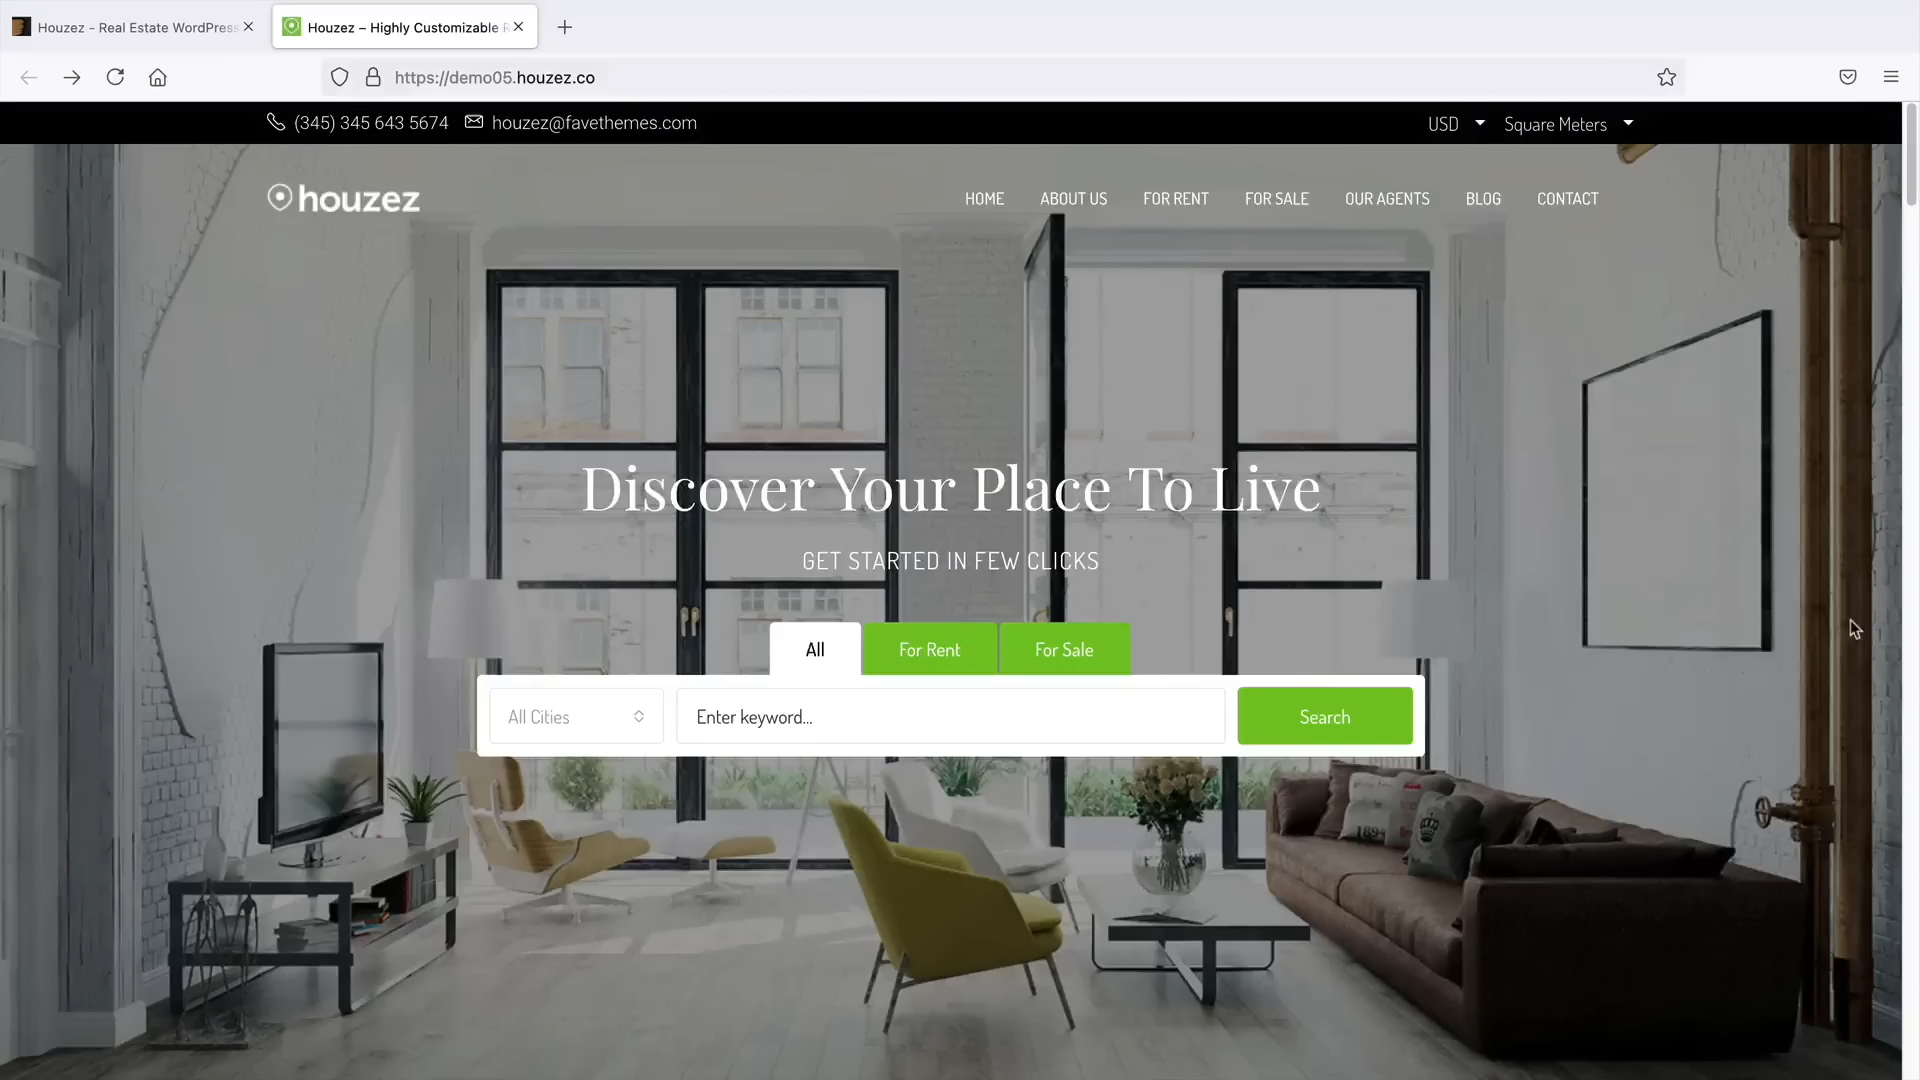 Houzez - Real Estate WordPress
Houzez – Highly Customizable
https://demo05.houzez.co
(345) 345 643 5674 houzez@favethemes.com
USD Square Meters
houzez
HOME ABOUT US FOR RENT FOR SALE OUR AGENTS BLOG CONTACT
Discover Your Place To Live
GET STARTED IN FEW CLICKS
All For Rent For Sale
All Cities Enter keyword... Search
1894